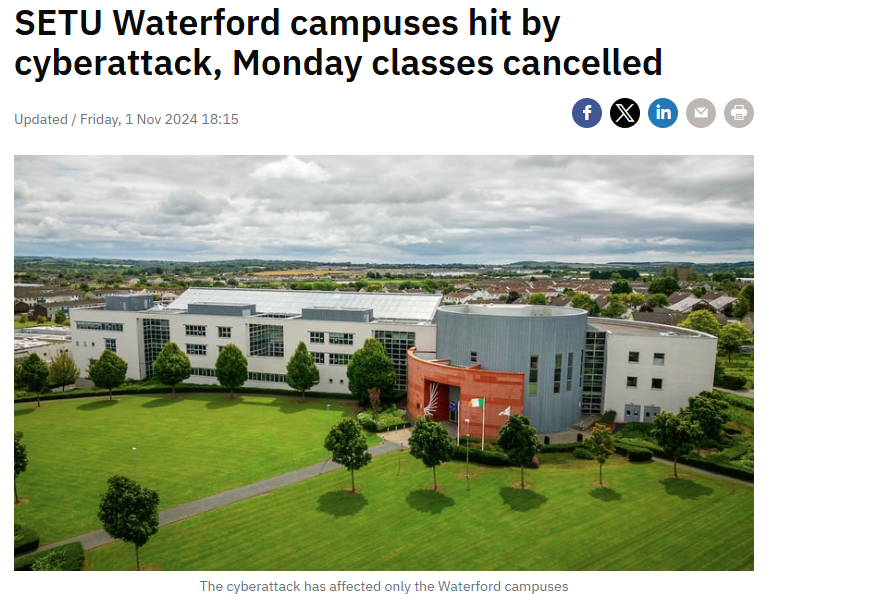 SETU Waterford campuses hit by
cyberattack, Monday classes cancelled
Updated / Friday, 1 Nov 2024 18:15
f X in
The cyberattack has affected only the Waterford campuses